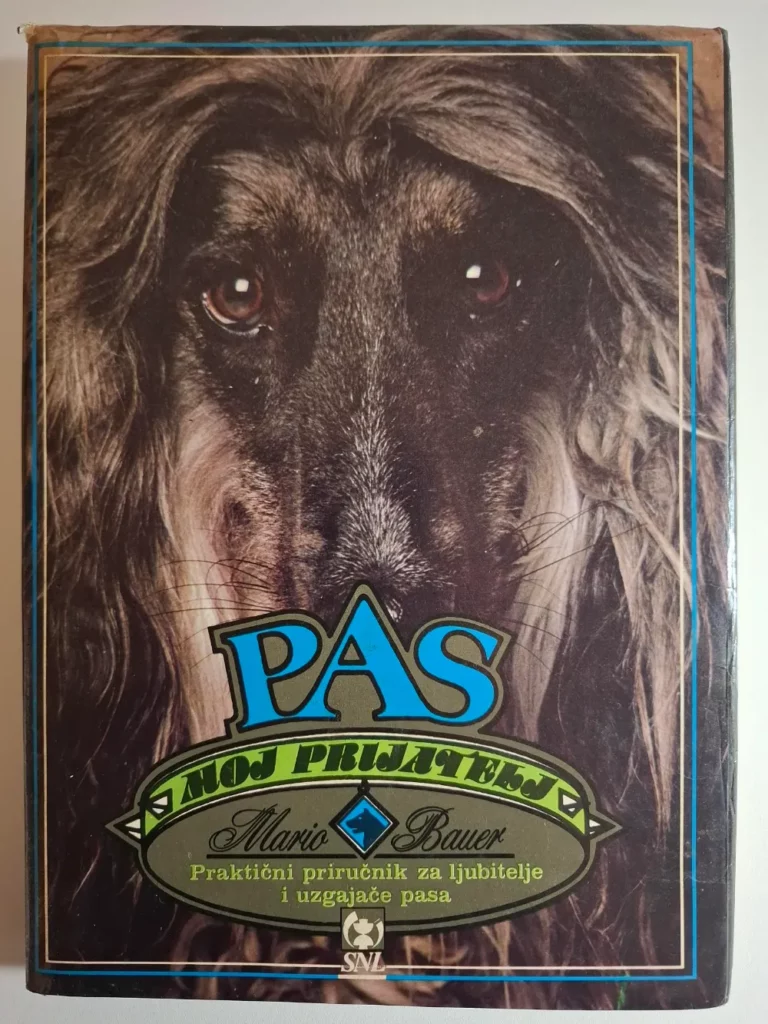 PAS
MOJ PRIJATELJ
Mario Bauer
Praktični priručnik za ljubitelje
i uzgajače pasa
SNL